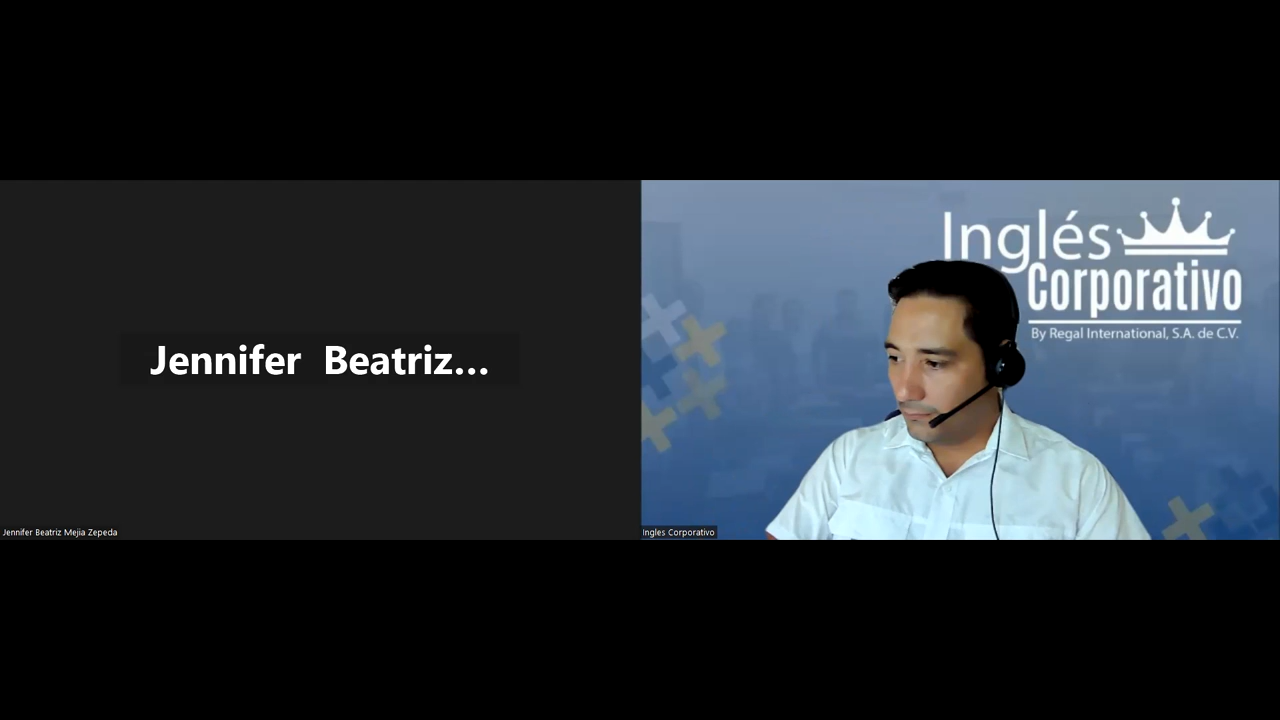 Jennifer Beatriz...
Jennifer Beatriz Mejia Zepeda
Inglés
Corporativo
By Regal International, S.A. de C.V.
Ingles Corporativo